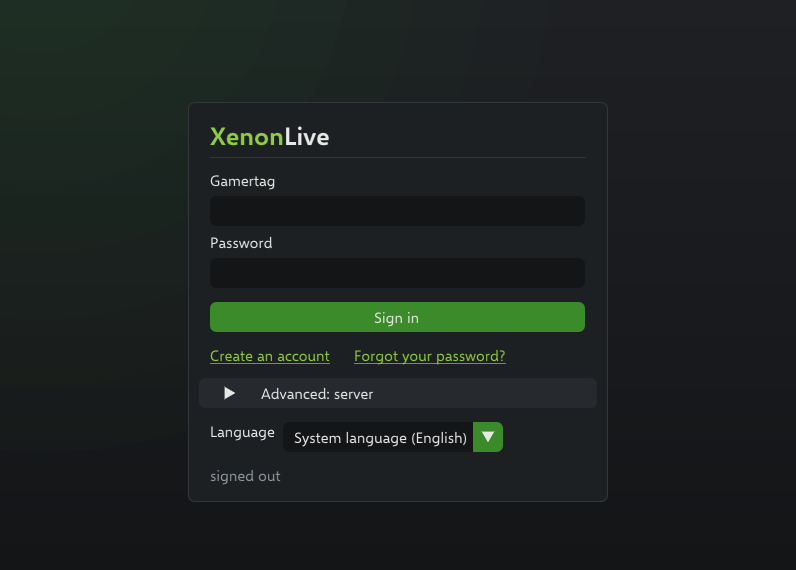 XenonLive
Gamertag
Password
Sign in
Create an account Forgot your password?
Advanced: server
Language System language (English)
signed out